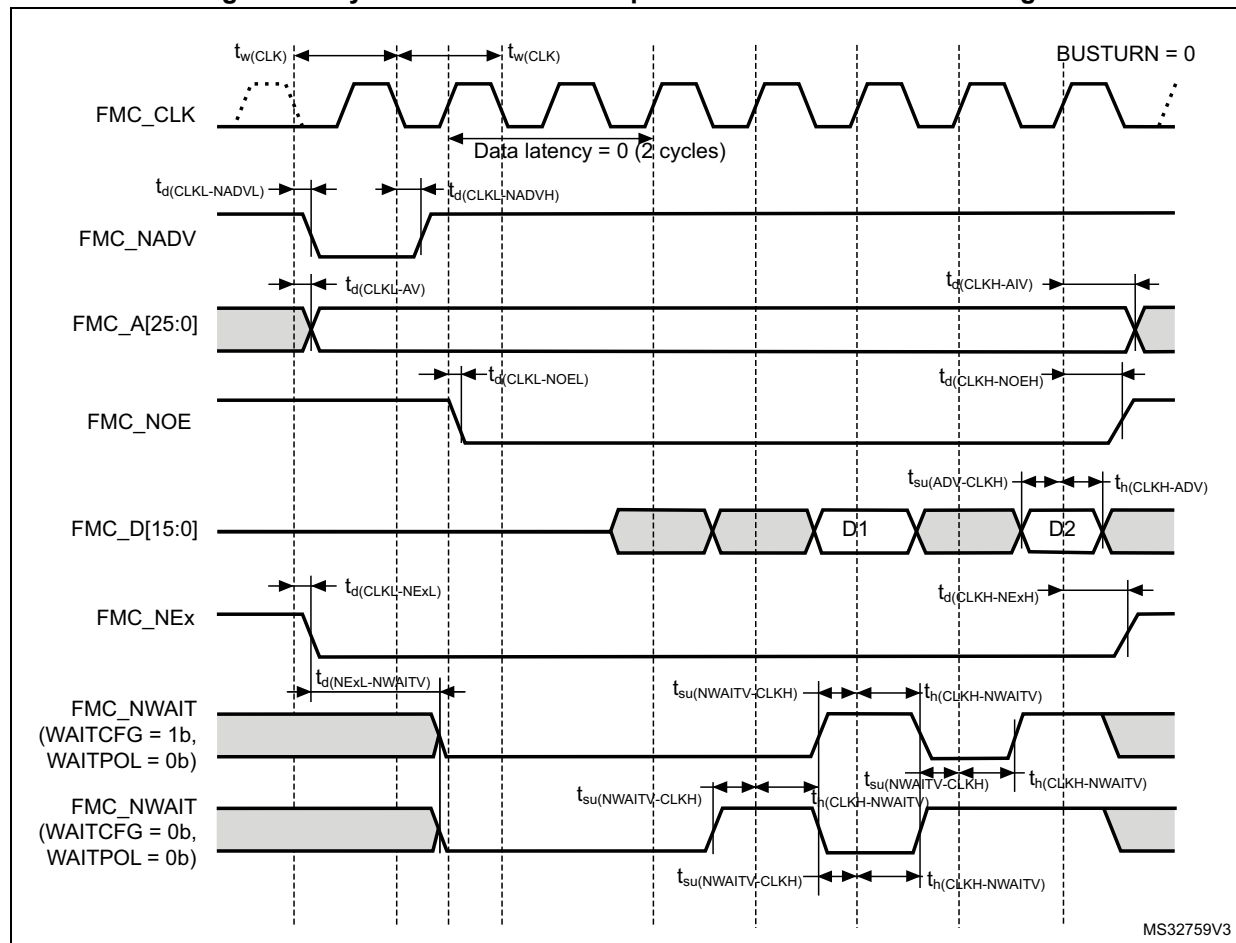 tw(CLK) tw(CLK) BUSTURN = 0
FMC_CLK
Data latency = 0 (2 cycles)
td(CLKL-NADVL) td(CLKL-NADVH)
FMC_NADV
td(CLKL-AV) td(CLKH-AIV)
FMC_A[25:0]
td(CLKL-NOEL) td(CLKH-NOEH)
FMC_NOE
tsu(ADV-CLKH) th(CLKH-ADV)
FMC_D[15:0] D1 D2
td(CLKL-NExL) td(CLKH-NExH)
FMC_NEx
td(NExL-NWAITV)
tsu(NWAITV-CLKH) th(CLKH-NWAITV)
FMC_NWAIT
(WAITCFG = 1b,
WAITPOL = 0b)
tsu(NWAITV-CLKH) th(CLKH-NWAITV)
tsu(NWAITV-CLKH) th(CLKH-NWAITV)
FMC_NWAIT
(WAITCFG = 0b,
WAITPOL = 0b)
tsu(NWAITV-CLKH) th(CLKH-NWAITV)
MS32759V3